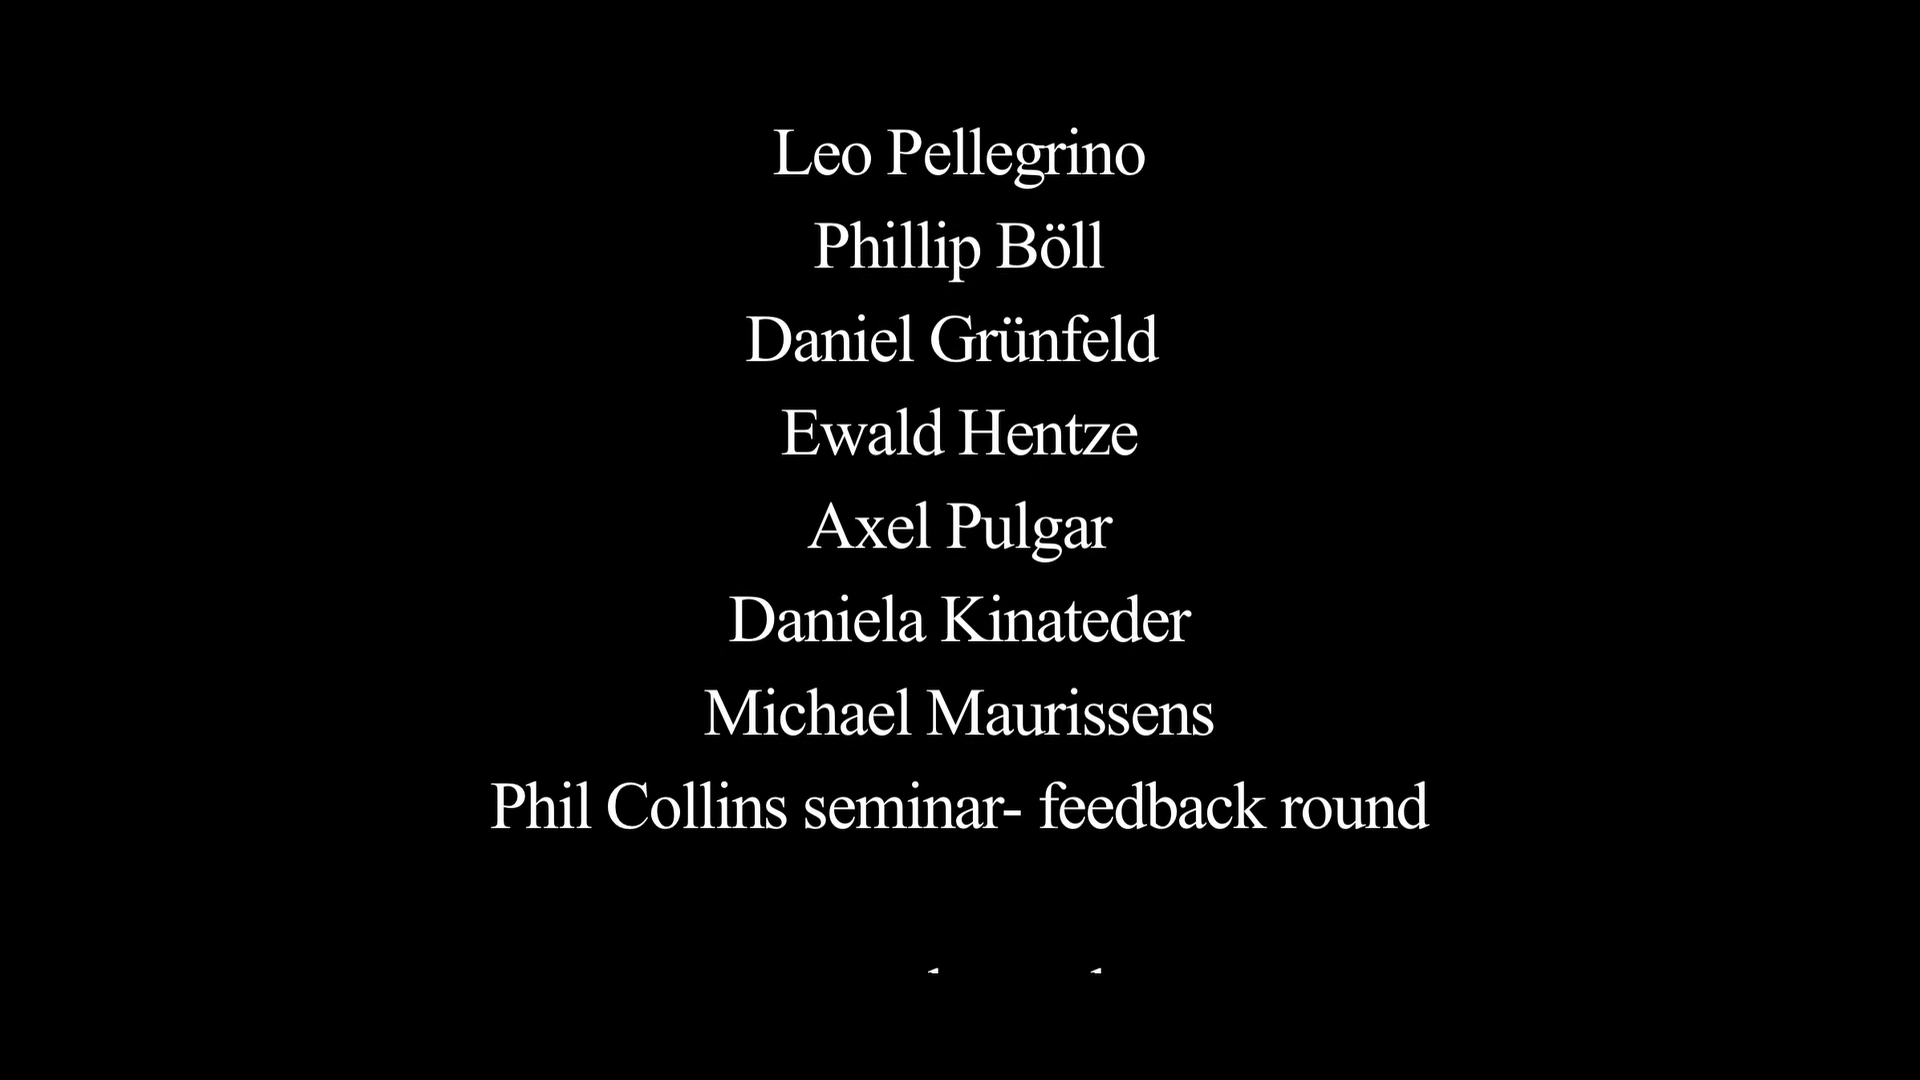 Leo Pellegrino
Phillip Böll
Daniel Grünfeld
Ewald Hentze
Axel Pulgar
Daniela Kinateder
Michael Maurissens
Phil Collins seminar- feedback round